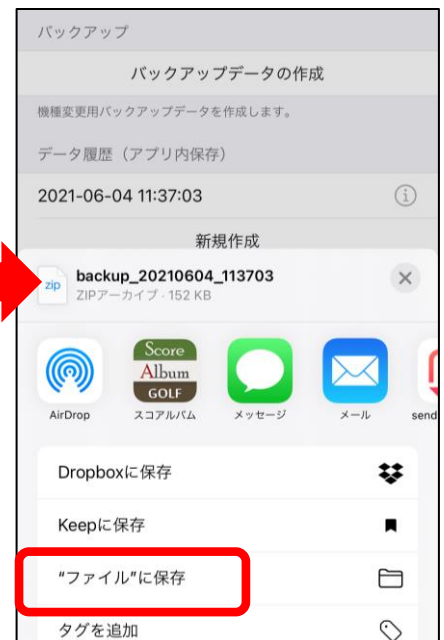 バックアップ
バックアップデータの作成
機種変更用バックアップデータを作成します。
データ履歴（アプリ内保存）
2021-06-04 11:37:03
新規作成
zip
backup_20210604_113703
ZIPアーカイブ · 152 KB
Score
Album
GOLF
AirDrop
スコアルバム
メッセージ
メール
send
Dropboxに保存
Keepに保存
“ファイル”に保存
タグを追加